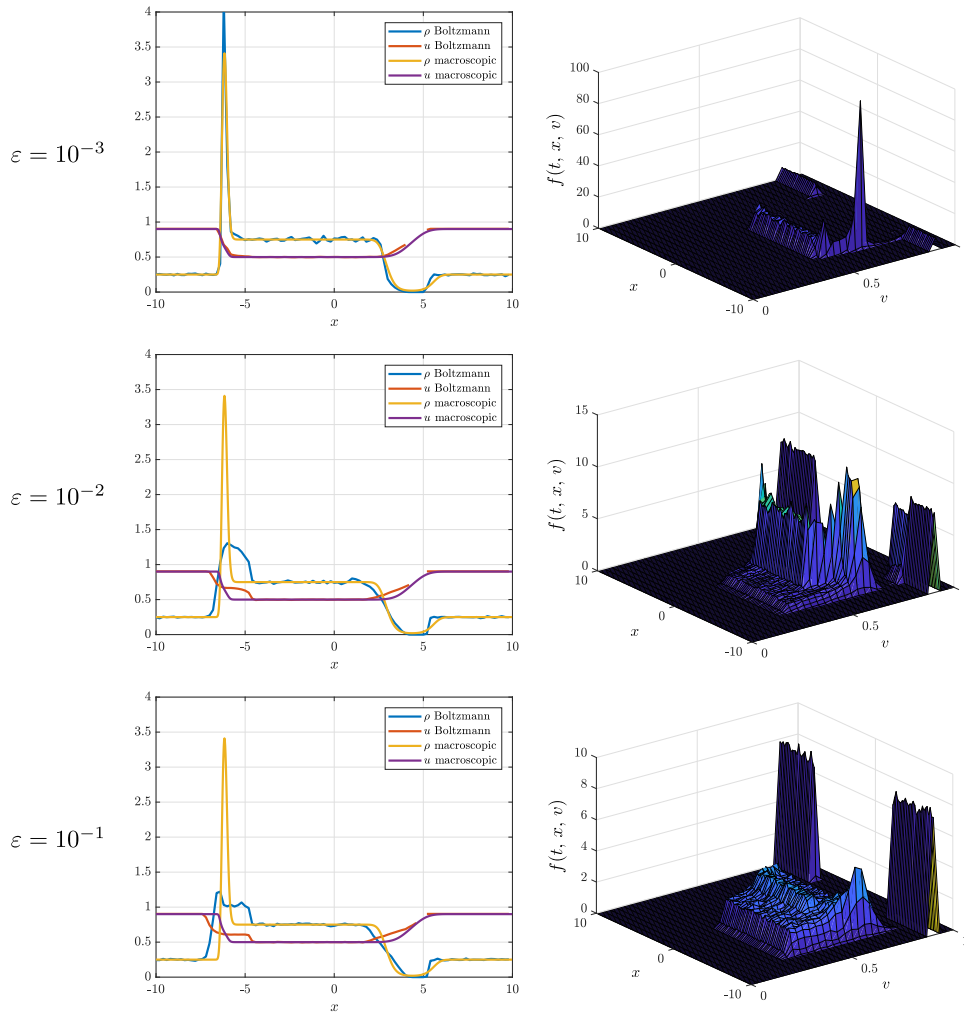 ε = 10⁻³
4
3.5
3
2.5
2
1.5
1
0.5
0
-10 -5 0 5 10
x
ρ Boltzmann
u Boltzmann
ρ macroscopic
u macroscopic
100
80
60
40
20
0
f(t, x, v)
10
0
-10
x
0
0.5
v
ε = 10⁻²
4
3.5
3
2.5
2
1.5
1
0.5
0
-10 -5 0 5 10
x
ρ Boltzmann
u Boltzmann
ρ macroscopic
u macroscopic
15
10
5
0
f(t, x, v)
10
0
-10
x
0
0.5
v
ε = 10⁻¹
4
3.5
3
2.5
2
1.5
1
0.5
0
-10 -5 0 5 10
x
ρ Boltzmann
u Boltzmann
ρ macroscopic
u macroscopic
10
8
6
4
2
0
f(t, x, v)
10
0
-10
x
0
0.5
v